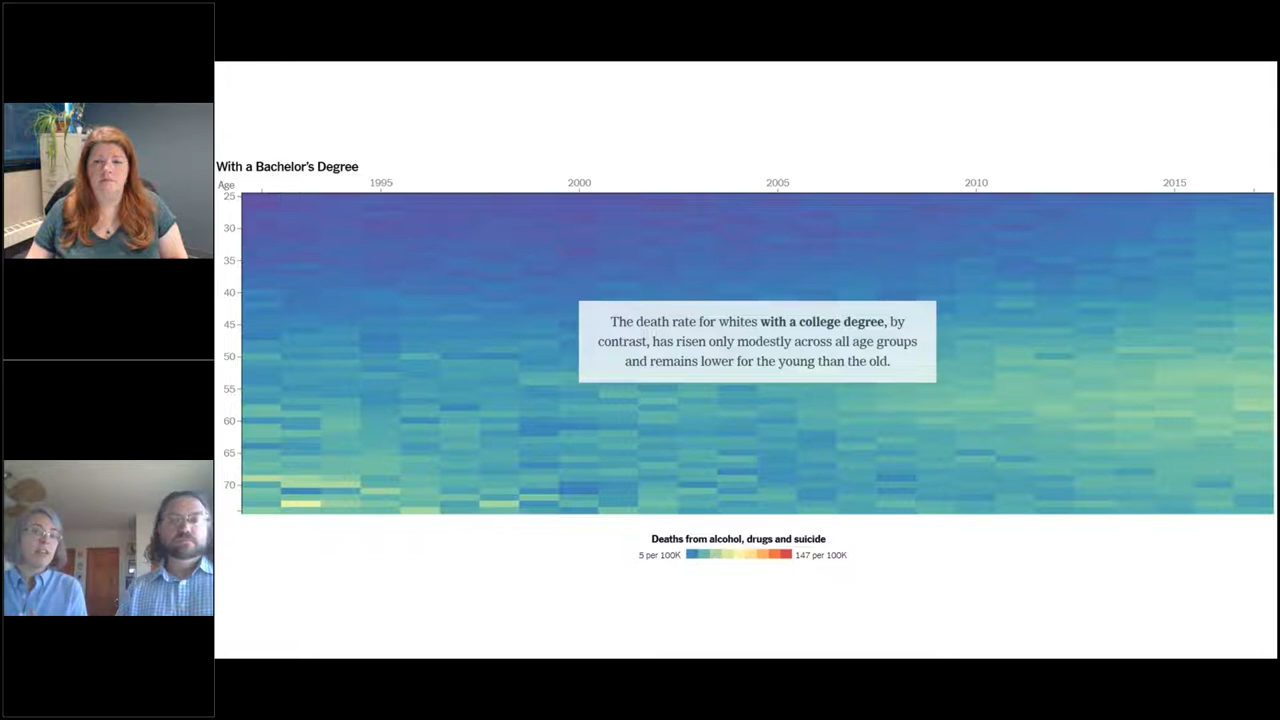 With a Bachelor's Degree
Age
1995
2000
2005
2010
2015
25
30
35
40
45
50
55
60
65
70
The death rate for whites with a college degree, by
contrast, has risen only modestly across all age groups
and remains lower for the young than the old.
Deaths from alcohol, drugs and suicide
5 per 100K
147 per 100K